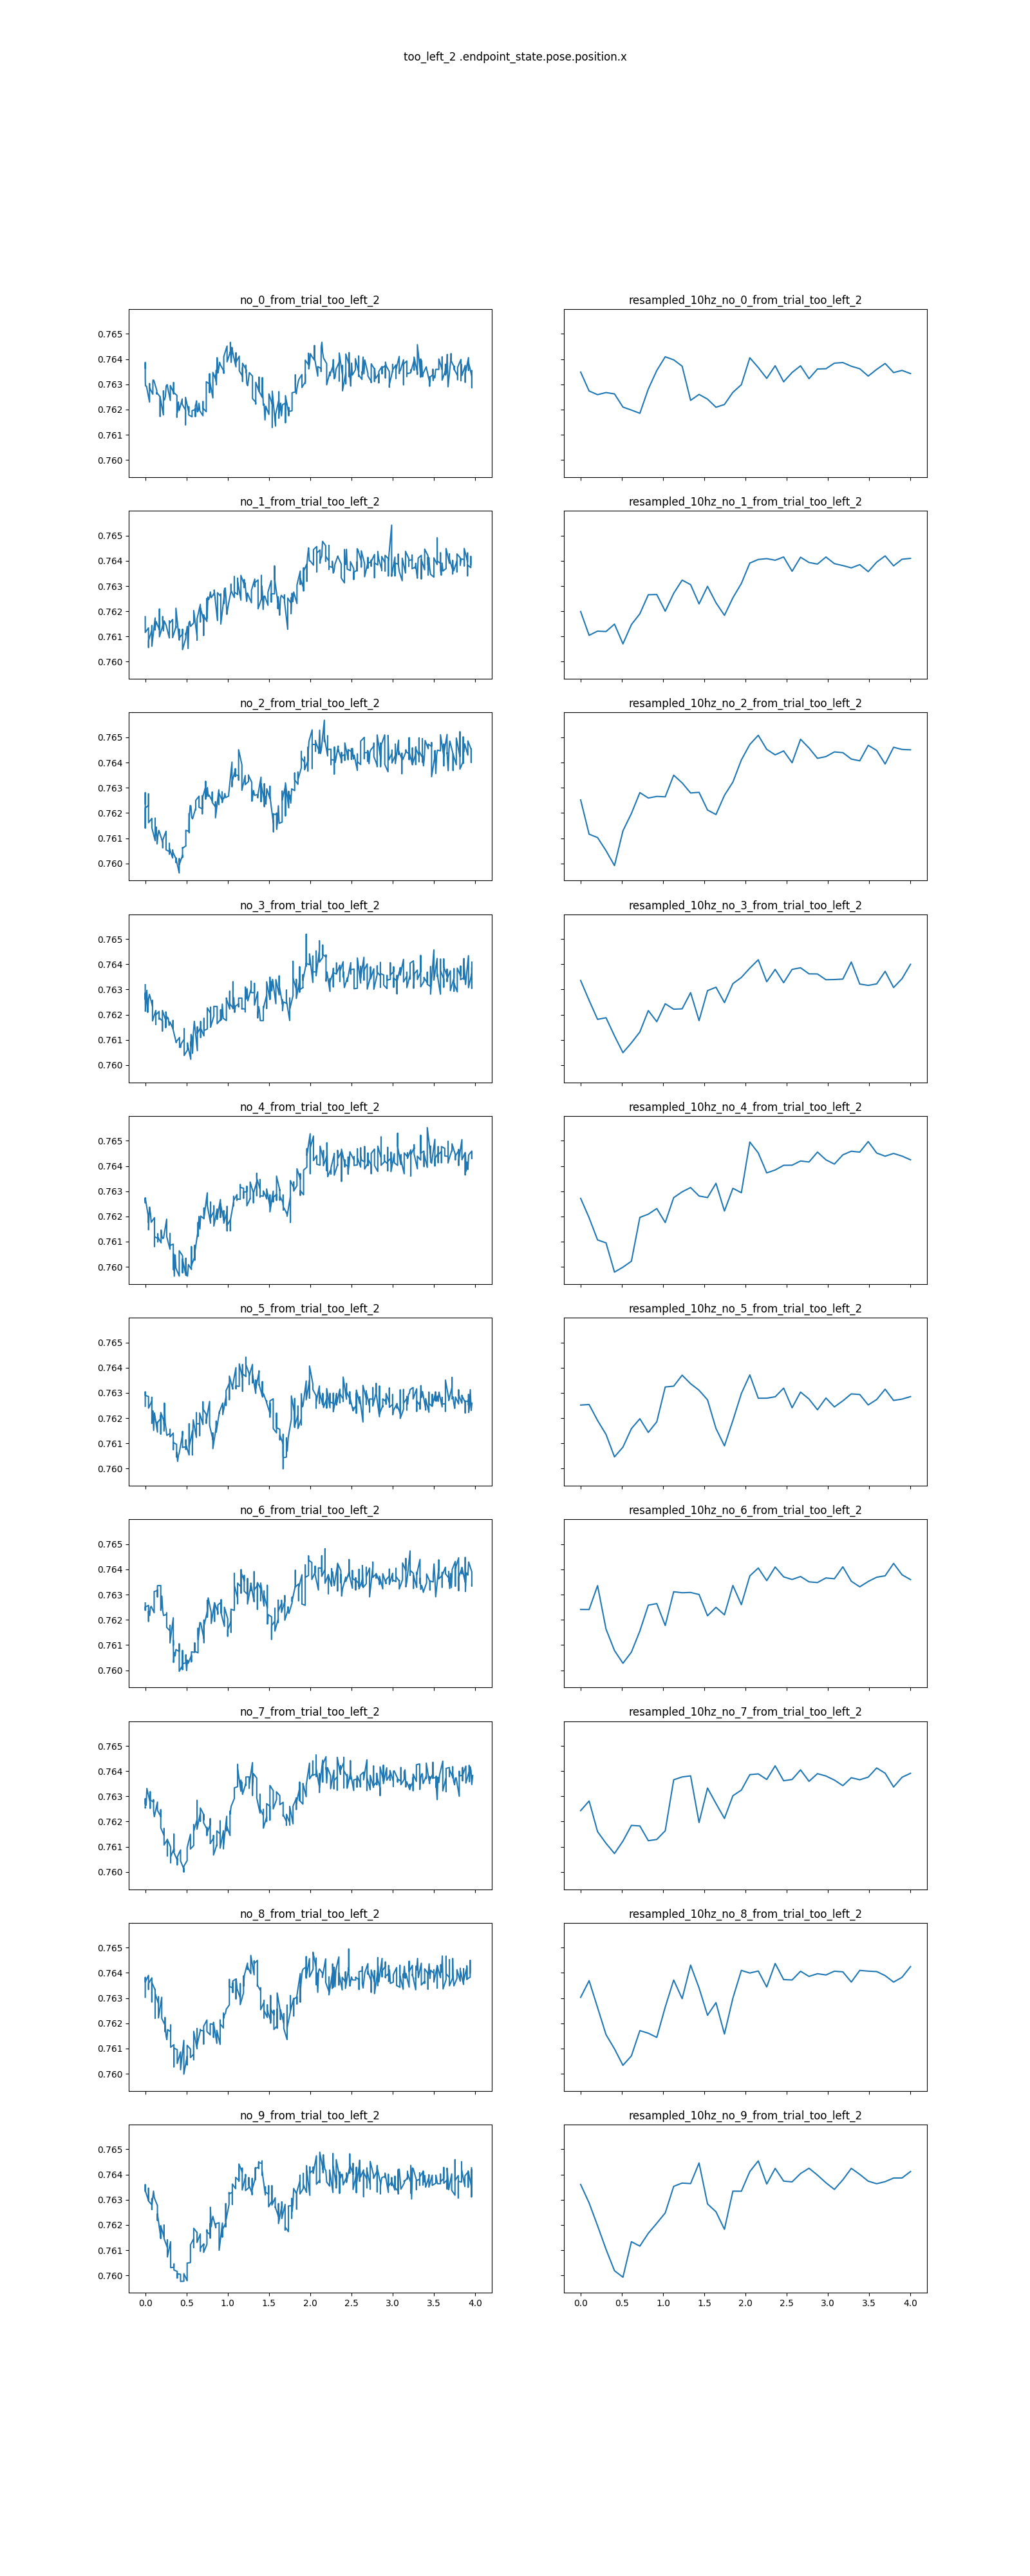 too_left_2 .endpoint_state.pose.position.x
no_0_from_trial_too_left_2
resampled_10hz_no_0_from_trial_too_left_2
0.765
0.764
0.763
0.762
0.761
0.760
no_1_from_trial_too_left_2
resampled_10hz_no_1_from_trial_too_left_2
0.765
0.764
0.763
0.762
0.761
0.760
no_2_from_trial_too_left_2
resampled_10hz_no_2_from_trial_too_left_2
0.765
0.764
0.763
0.762
0.761
0.760
no_3_from_trial_too_left_2
resampled_10hz_no_3_from_trial_too_left_2
0.765
0.764
0.763
0.762
0.761
0.760
no_4_from_trial_too_left_2
resampled_10hz_no_4_from_trial_too_left_2
0.765
0.764
0.763
0.762
0.761
0.760
no_5_from_trial_too_left_2
resampled_10hz_no_5_from_trial_too_left_2
0.765
0.764
0.763
0.762
0.761
0.760
no_6_from_trial_too_left_2
resampled_10hz_no_6_from_trial_too_left_2
0.765
0.764
0.763
0.762
0.761
0.760
no_7_from_trial_too_left_2
resampled_10hz_no_7_from_trial_too_left_2
0.765
0.764
0.763
0.762
0.761
0.760
no_8_from_trial_too_left_2
resampled_10hz_no_8_from_trial_too_left_2
0.765
0.764
0.763
0.762
0.761
0.760
no_9_from_trial_too_left_2
resampled_10hz_no_9_from_trial_too_left_2
0.765
0.764
0.763
0.762
0.761
0.760
0.0 0.5 1.0 1.5 2.0 2.5 3.0 3.5 4.0
0.0 0.5 1.0 1.5 2.0 2.5 3.0 3.5 4.0